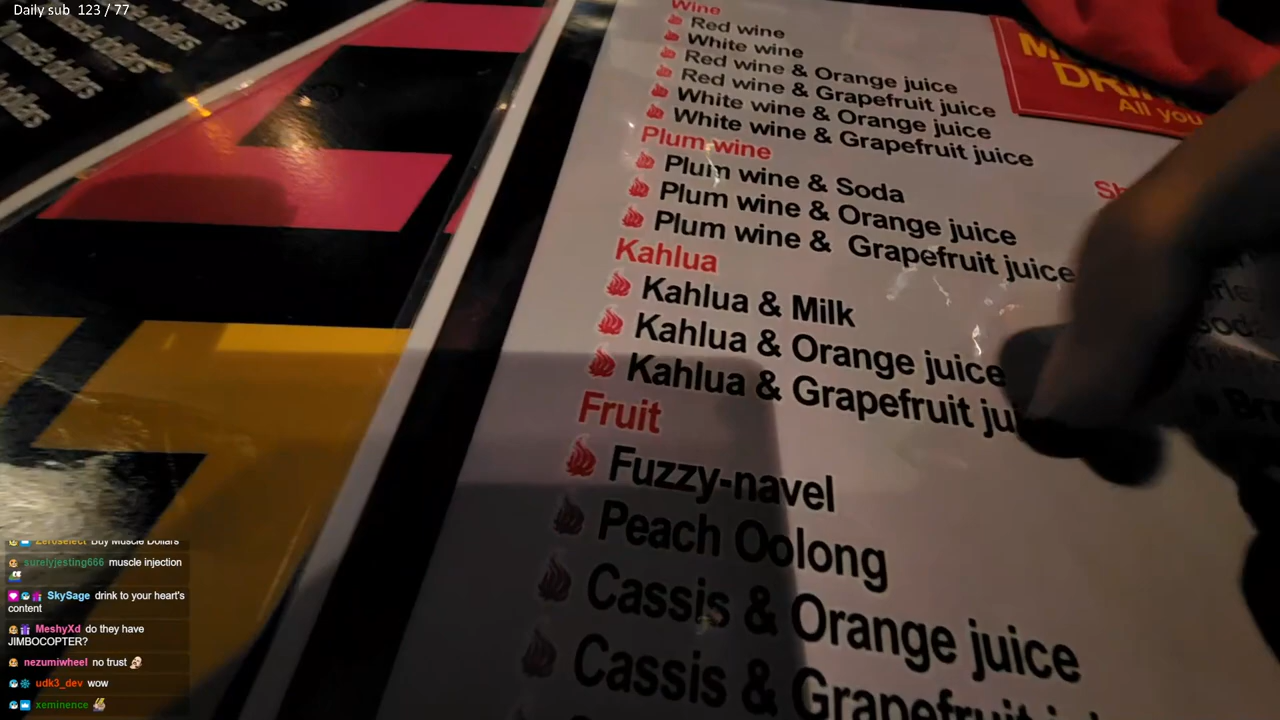 Daily sub 123 / 77
Wine
Red wine
White wine
Red wine & Orange juice
Red wine & Grapefruit juice
White wine & Orange juice
White wine & Grapefruit juice
Plum wine
Plum wine & Soda
Plum wine & Orange juice
Plum wine & Grapefruit juice
Kahlua
Kahlua & Milk
Kahlua & Orange juice
Kahlua & Grapefruit ju
Fruit
Fuzzy-navel
Peach Oolong
Cassis & Orange juice
Cassis &
All you
Zeroselect Buy Muscle Dollars
surelyjesting666 muscle injection
SkySage drink to your heart's
content
MeshyXd do they have
JIMBOCOPTER?
nezumiwheel no trust
udk3_dev wow
xeminence